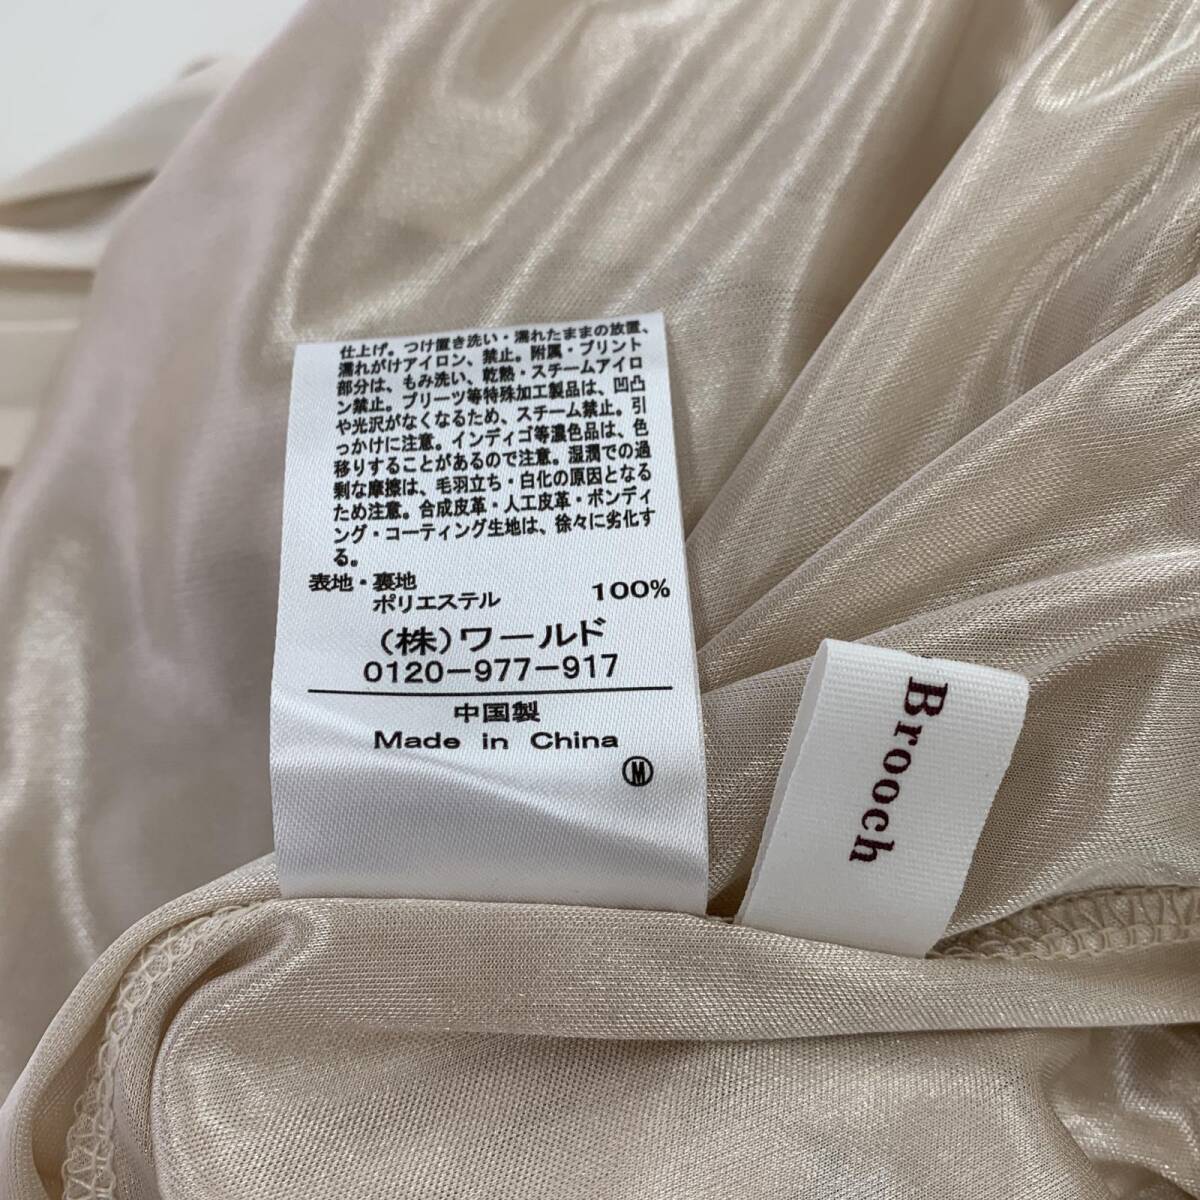 仕上げ。つけ置き洗い・濡れたままの放置、
濡れがけアイロン、禁止。附属・プリント
部分は、もみ洗い、乾熱・スチームアイロ
ン禁止。プリーツ等特殊加工製品は、凹凸
や光沢がなくなるため、スチーム禁止。引
っかけに注意。インディゴ等濃色品は、色
移りすることがあるので注意。湿潤での過
剰な摩擦は、毛羽立ち・白化の原因となる
ため注意。合成皮革・人工皮革・ボンディ
ング・コーティング生地は、徐々に劣化す
る。
表地・裏地
ポリエステル 100%
(株)ワールド
0120-977-917
中国製
Made in China
M
Brooch